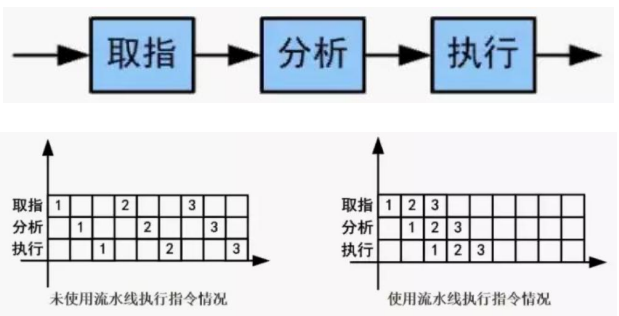 取指 分析 执行
取指 1 2 3
分析 1 2 3
执行 1 2 3
未使用流水线执行指令情况
取指 1 2 3
分析 1 2 3
执行 1 2 3
使用流水线执行指令情况